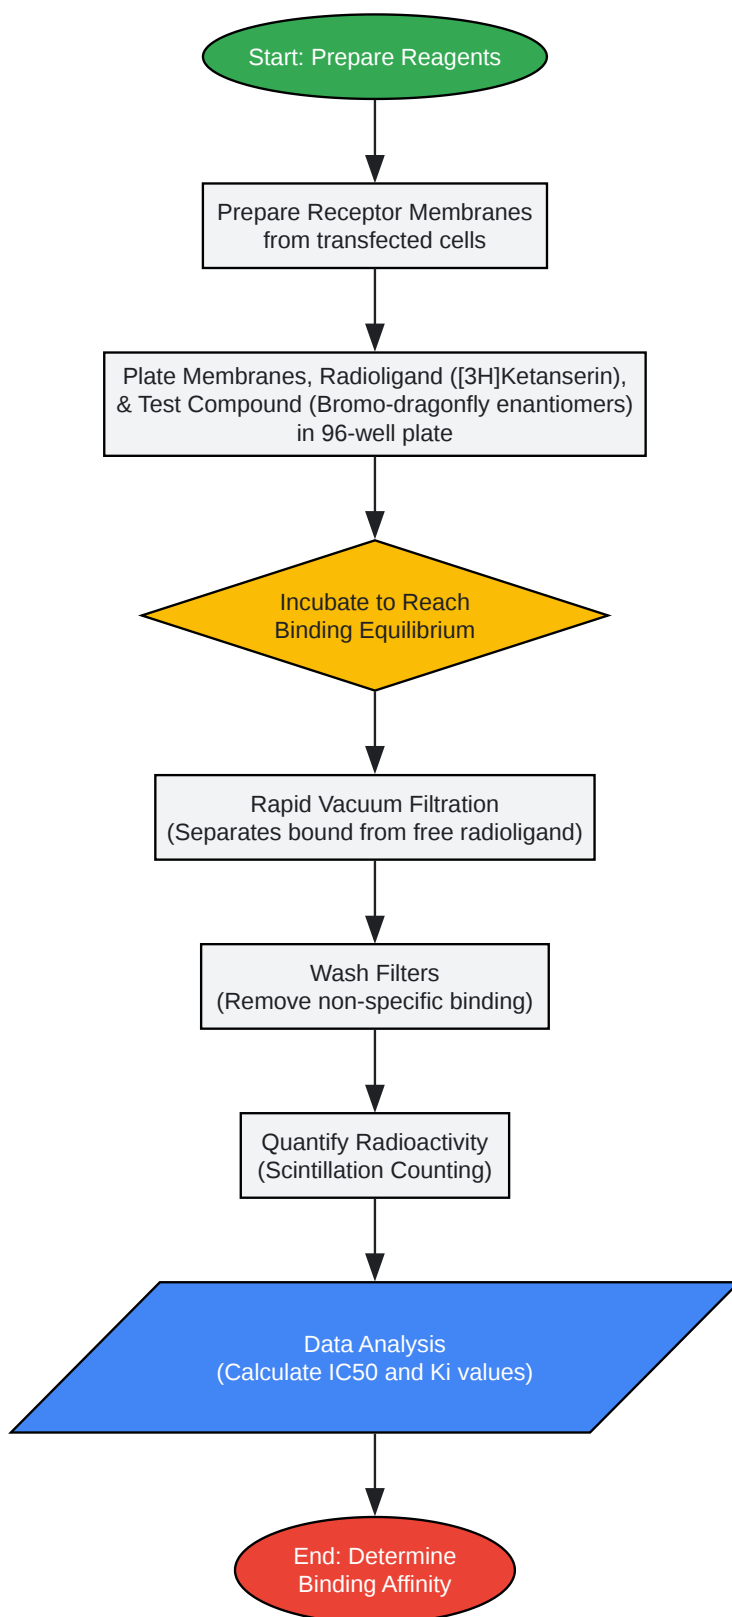 Start: Prepare Reagents
Prepare Receptor Membranes
from transfected cells
Plate Membranes, Radioligand ([3H]Ketanserin),
& Test Compound (Bromo-dragonfly enantiomers)
in 96-well plate
Incubate to Reach
Binding Equilibrium
Rapid Vacuum Filtration
(Separates bound from free radioligand)
Wash Filters
(Remove non-specific binding)
Quantify Radioactivity
(Scintillation Counting)
Data Analysis
(Calculate IC50 and Ki values)
End: Determine
Binding Affinity